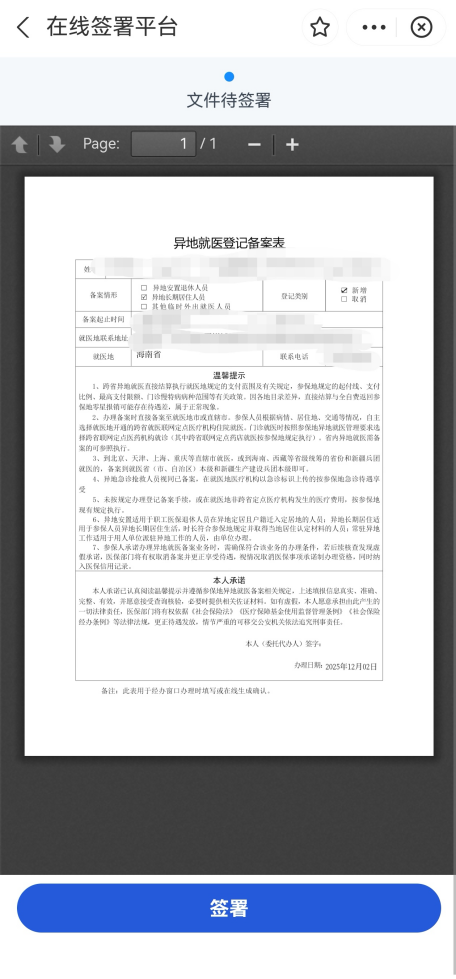 在线签署平台
文件待签署
Page: 1 / 1
异地就医登记备案表
姓
备案情形
□ 异地安置退休人员
☑ 异地长期居住人员
□ 其他临时外出就医人员
登记类别
☑ 新增
□ 取消
备案起止时间
就医地联系地址
就医地
海南省
联系电话
温馨提示
1、跨省异地就医直接结算执行就医地规定的支付范围及有关规定，参保地规定的起付线、支付
比例、最高支付限额、门诊慢特病病种范围等有关政策。因各地目录差异，直接结算与全自费返回参
保地零星报销可能存在待遇差，属于正常现象。
2、办理备案时直接备案至就地市或直辖市。参保人员根据病情、居住地、交通等情况，自主
选择就医地开通的跨省就医联网定点医疗机构住院就医。门诊就医时按照参保地异地就医管理要求选
择跨省联网定点医药机构就诊（其中跨省联网定点药店就医按参保地规定执行）。省内异地就医需备
案的可参照执行。
3、到北京、天津、上海、重庆等直辖市就医，或到海南、西藏等省级统筹的省份和新疆兵团
就医的，备案到就医省（市、自治区）本级和新疆生产建设兵团本级即可。
4、异地急诊抢救人员视同已备案，在就医地医疗机构以急诊标识上传的按参保地急诊待遇享
受
5、未按规定办理登记备案手续，或在就医地非跨省定点医疗机构发生的医疗费用，按参保地
现有规定执行。
6、异地安置适用于职工医保退休人员在异地定居且户籍迁入定居地的人员；异地长期居住适
用于参保人员异地长期居住生活，时长符合参保地规定并取得当地居住认定材料的人员；常驻异地
工作适用于用人单位派驻异地工作的人员，由单位办理。
7、参保人承诺办理异地就医备案业务时，需确保符合该业务的办理条件，若后续核查发现虚
假承诺，医保部门将有权取消备案并更正享受待遇，视情况取消医保事项承诺制办理资格，同时纳
入医保信用记录。
本人承诺
本人承诺已认真阅读温馨提示并遵循参保地异地就医备案相关规定，上述填报信息真实、准确、
完整、有效，并愿意接受查询核验，必要时提供相关佐证材料。如有虚假，本人愿承担由此产生的
一切法律责任，医保部门将有权依据《社会保险法》《医疗保障基金使用监督管理条例》《社会保险
经办条例》等法律法规，更正待遇发放，情节严重的可移交公安机关依法追究刑事责任。
本人（委托代办人）签字：
办理日期：2025年12月02日
备注：此表用于经办窗口办理时填写或在线生成确认。
签署